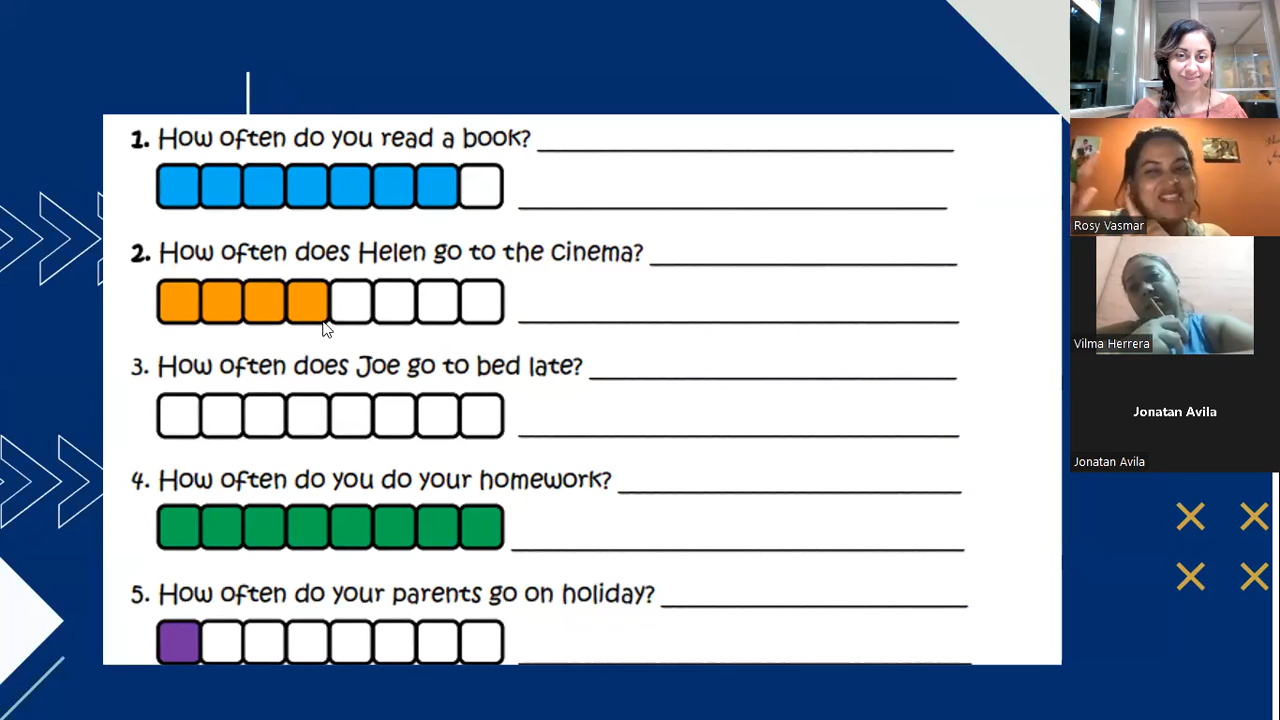 1. How often do you read a book?
2. How often does Helen go to the cinema?
3. How often does Joe go to bed late?
4. How often do you do your homework?
5. How often do your parents go on holiday?
Rosy Vasmar
Vilma Herrera
Jonatan Avila
Jonatan Avila